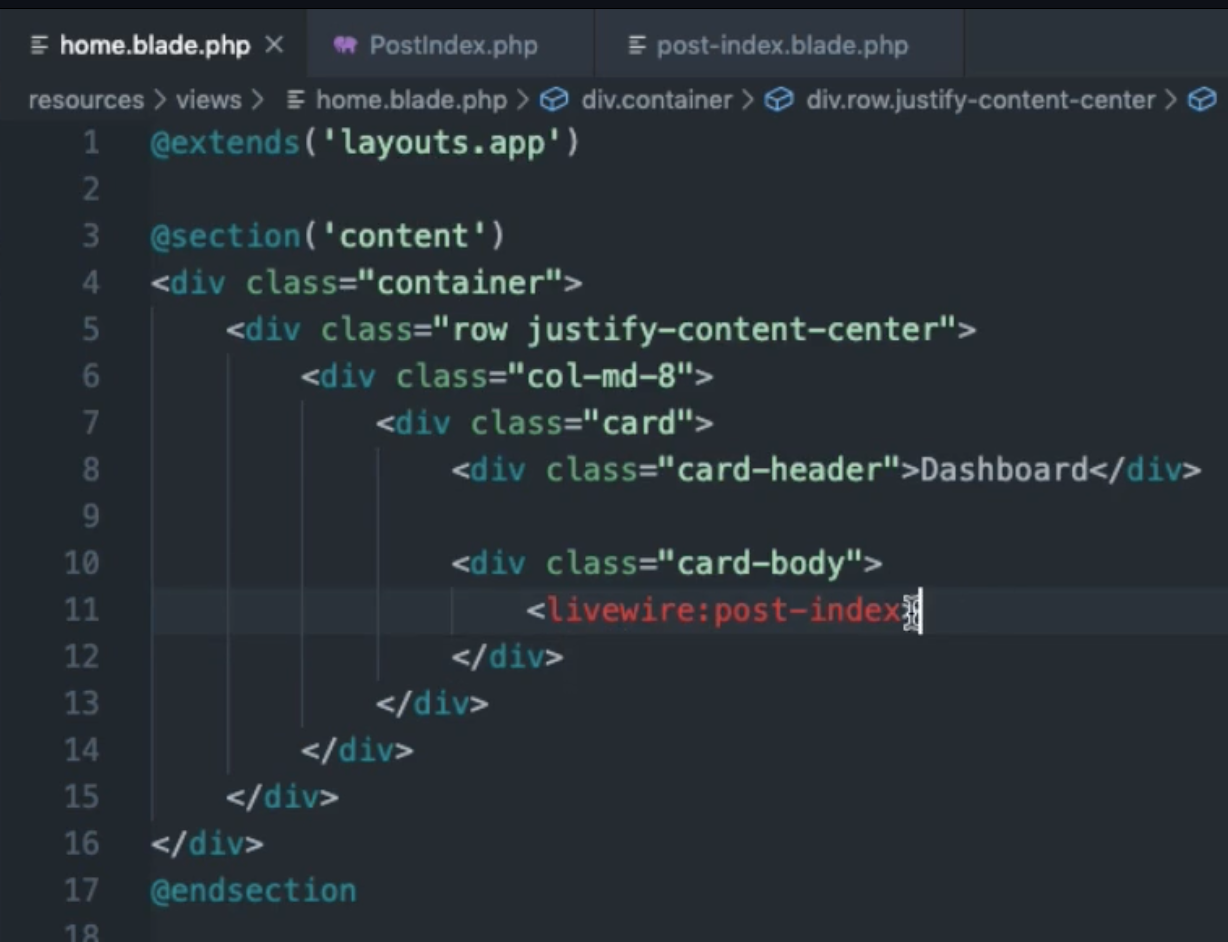 home.blade.php PostIndex.php post-index.blade.php
resources > views > home.blade.php > div.container > div.row.justify-content-center >
1 @extends('layouts.app')
2
3 @section('content')
4 <div class="container">
5 <div class="row justify-content-center">
6 <div class="col-md-8">
7 <div class="card">
8 <div class="card-header">Dashboard</div>
9
10 <div class="card-body">
11 <livewire:post-index
12 </div>
13 </div>
14 </div>
15 </div>
16 </div>
17 @endsection
18